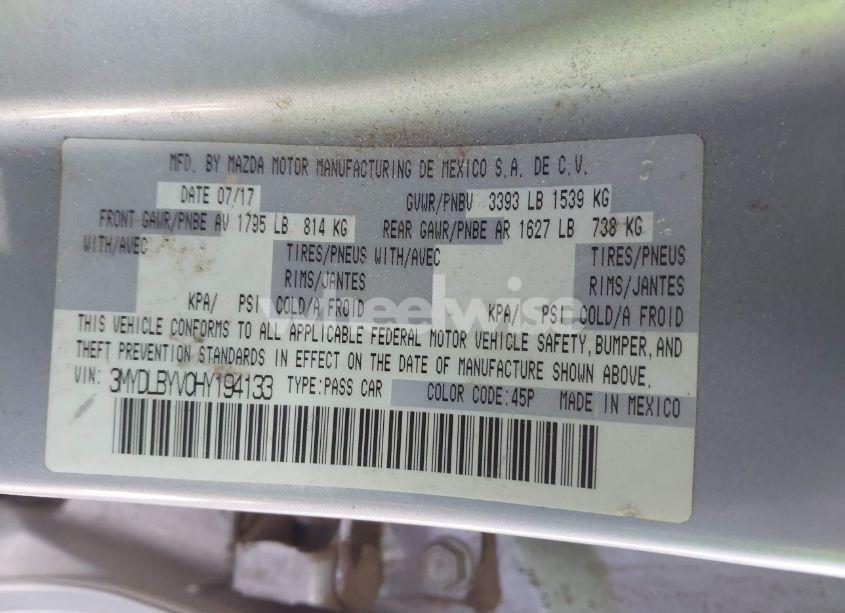 MFD. BY MAZDA MOTOR MANUFACTURING DE MEXICO S.A. DE C.V.
DATE 07/17 GVWR/PNBV 3393 LB 1539 KG
FRONT GAWR/PNBE AV 1795 LB 814 KG REAR GAWR/PNBE AR 1627 LB 738 KG
WITH/AVEC TIRES/PNEUS WITH/AVEC TIRES/PNEUS
RIMS/JANTES RIMS/JANTES
KPA/ PSI COLD/A FROID KPA/ PSI COLD/A FROID
wheelwise
THIS VEHICLE CONFORMS TO ALL APPLICABLE FEDERAL MOTOR VEHICLE SAFETY, BUMPER, AND
THEFT PREVENTION STANDARDS IN EFFECT ON THE DATE OF MANUFACTURE SHOWN ABOVE.
VIN: 3MYDLBYV0HY194133 TYPE:PASS CAR COLOR CODE:45P MADE IN MEXICO